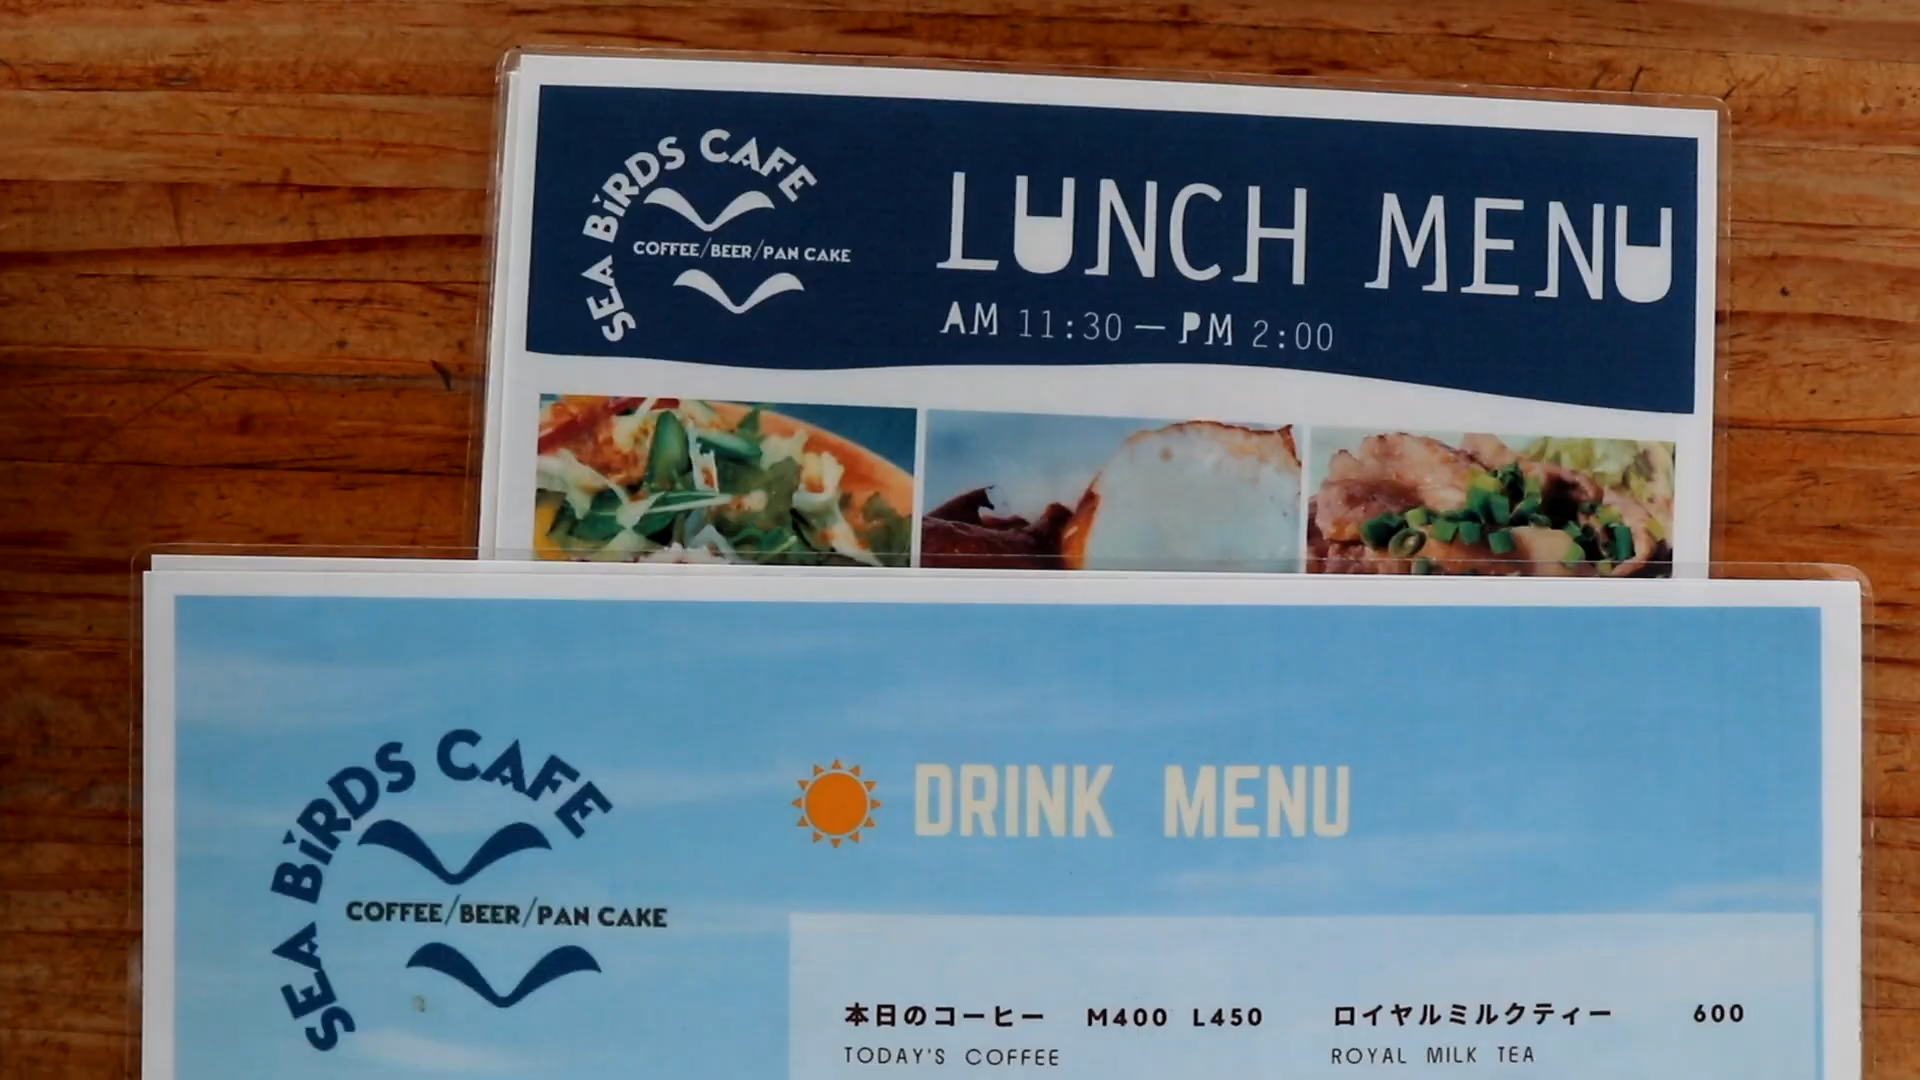 SEA BiRDS CAFE
COFFEE/BEER/PAN CAKE
LUNCH MENU
AM 11:30 — PM 2:00
SEA BiRDS CAFE
COFFEE/BEER/PAN CAKE
DRINK MENU
本日のコーヒー M400 L450
TODAY'S COFFEE
ロイヤルミルクティー 600
ROYAL MILK TEA